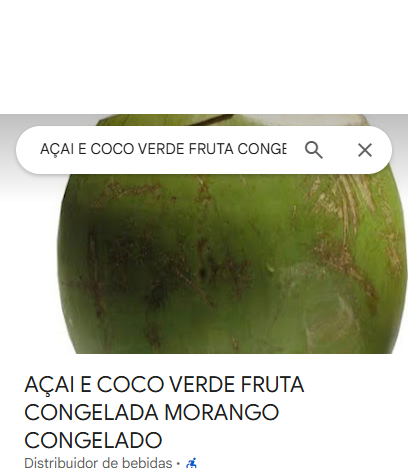 AÇAI E COCO VERDE FRUTA CONGE
AÇAI E COCO VERDE FRUTA
CONGELADA MORANGO
CONGELADO
Distribuidor de bebidas ·